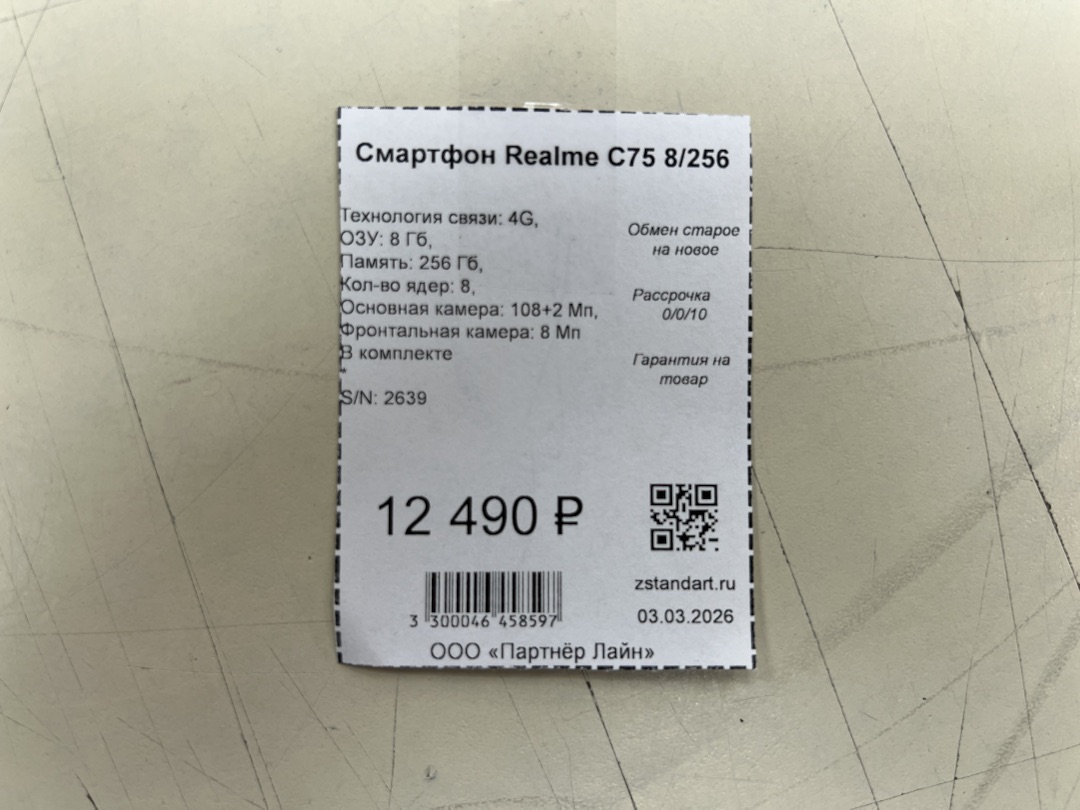 Смартфон Realme C75 8/256
Технология связи: 4G,
ОЗУ: 8 Гб,
Память: 256 Гб,
Кол-во ядер: 8,
Основная камера: 108+2 Мп,
Фронтальная камера: 8 Мп
В комплекте
*
S/N: 2639
Обмен старое
на новое
Рассрочка
0/0/10
Гарантия на
товар
12 490 ₽
zstandart.ru
03.03.2026
3 300046 458597
ООО «Партнёр Лайн»